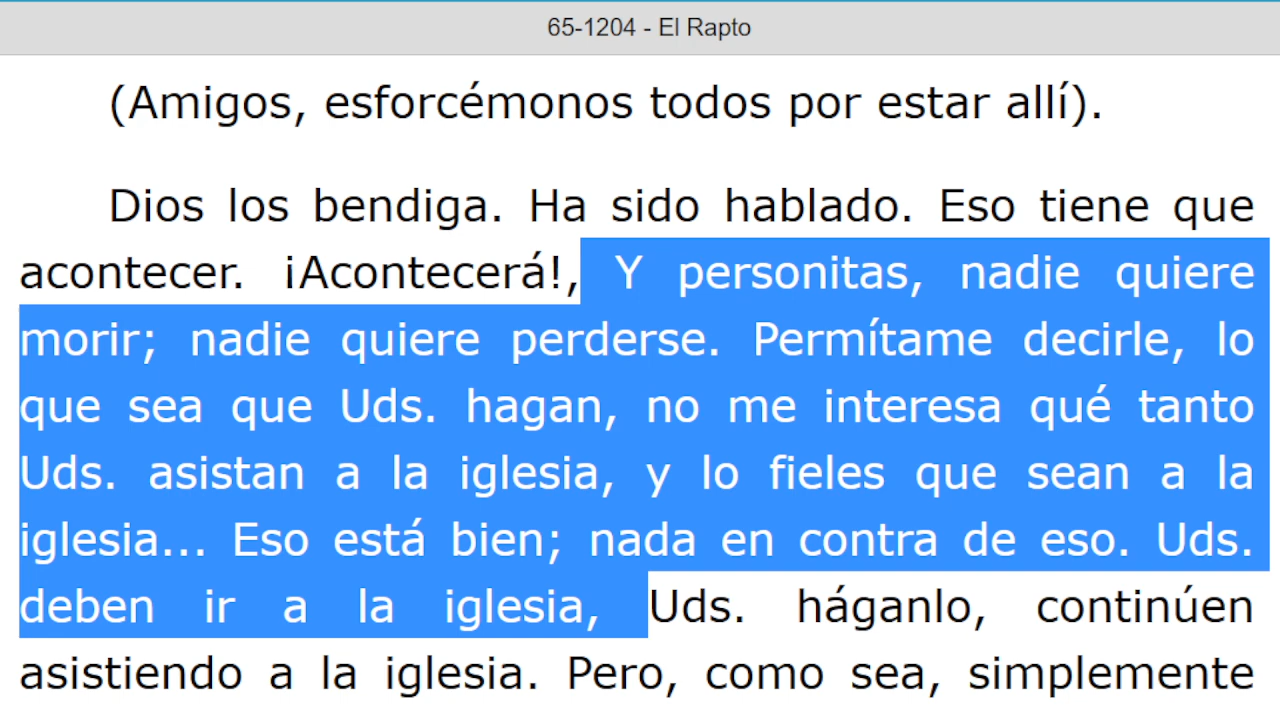 65-1204 - El Rapto
(Amigos, esforcémonos todos por estar allí).
Dios los bendiga. Ha sido hablado. Eso tiene que
acontecer. ¡Acontecerá!, Y personitas, nadie quiere
morir; nadie quiere perderse. Permítame decirle, lo
que sea que Uds. hagan, no me interesa qué tanto
Uds. asistan a la iglesia, y lo fieles que sean a la
iglesia... Eso está bien; nada en contra de eso. Uds.
deben ir a la iglesia, Uds. háganlo, continúen
asistiendo a la iglesia. Pero, como sea, simplemente